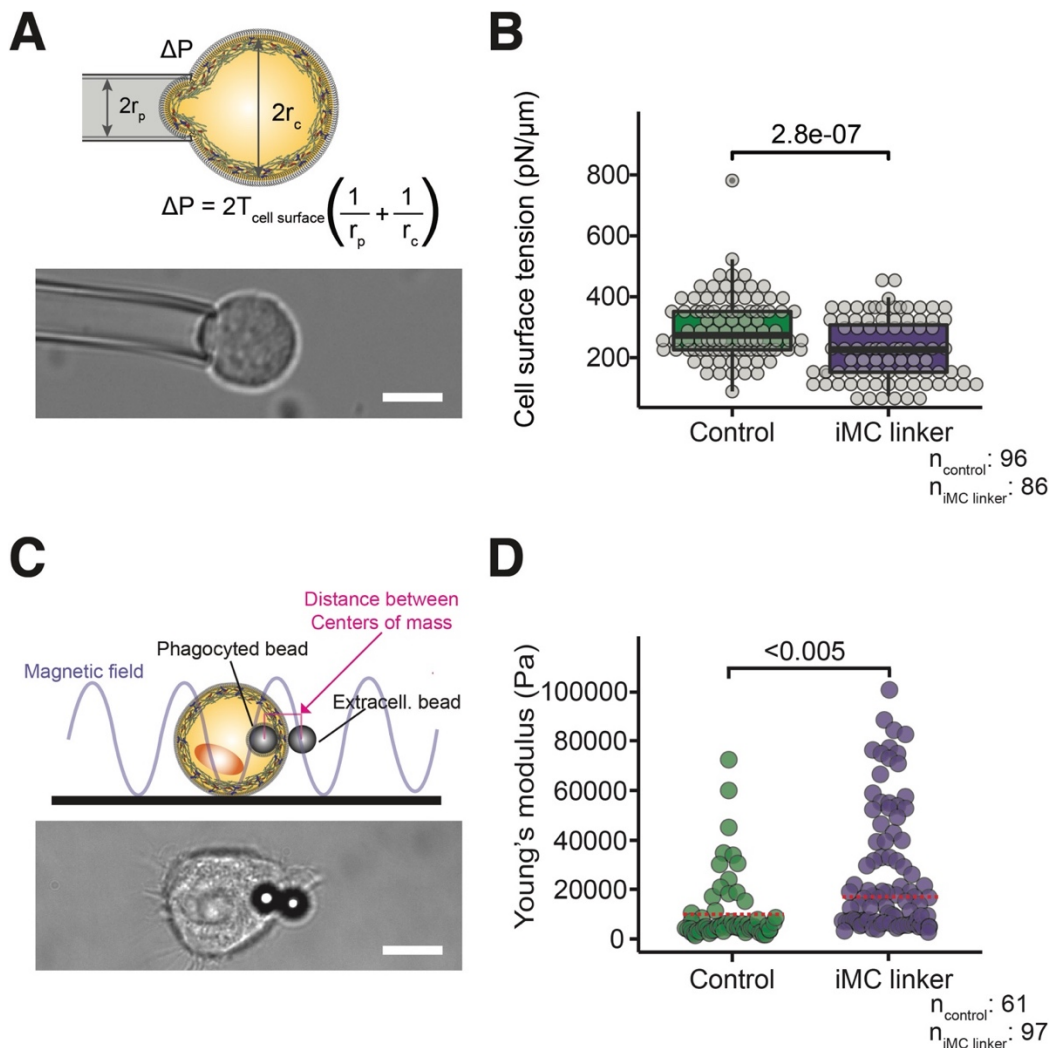 A
ΔP
2r_p
2r_c
ΔP = 2T_cell surface (1/r_p + 1/r_c)
B
Cell surface tension (pN/µm)
2.8e-07
800
600
400
200
Control
iMC linker
n_control: 96
n_iMC linker: 86
C
Distance between
Centers of mass
Phagocyted bead
Magnetic field
Extracell. bead
D
Young's modulus (Pa)
<0.005
100000
80000
60000
40000
20000
0
Control
iMC linker
n_control: 61
n_iMC linker: 97